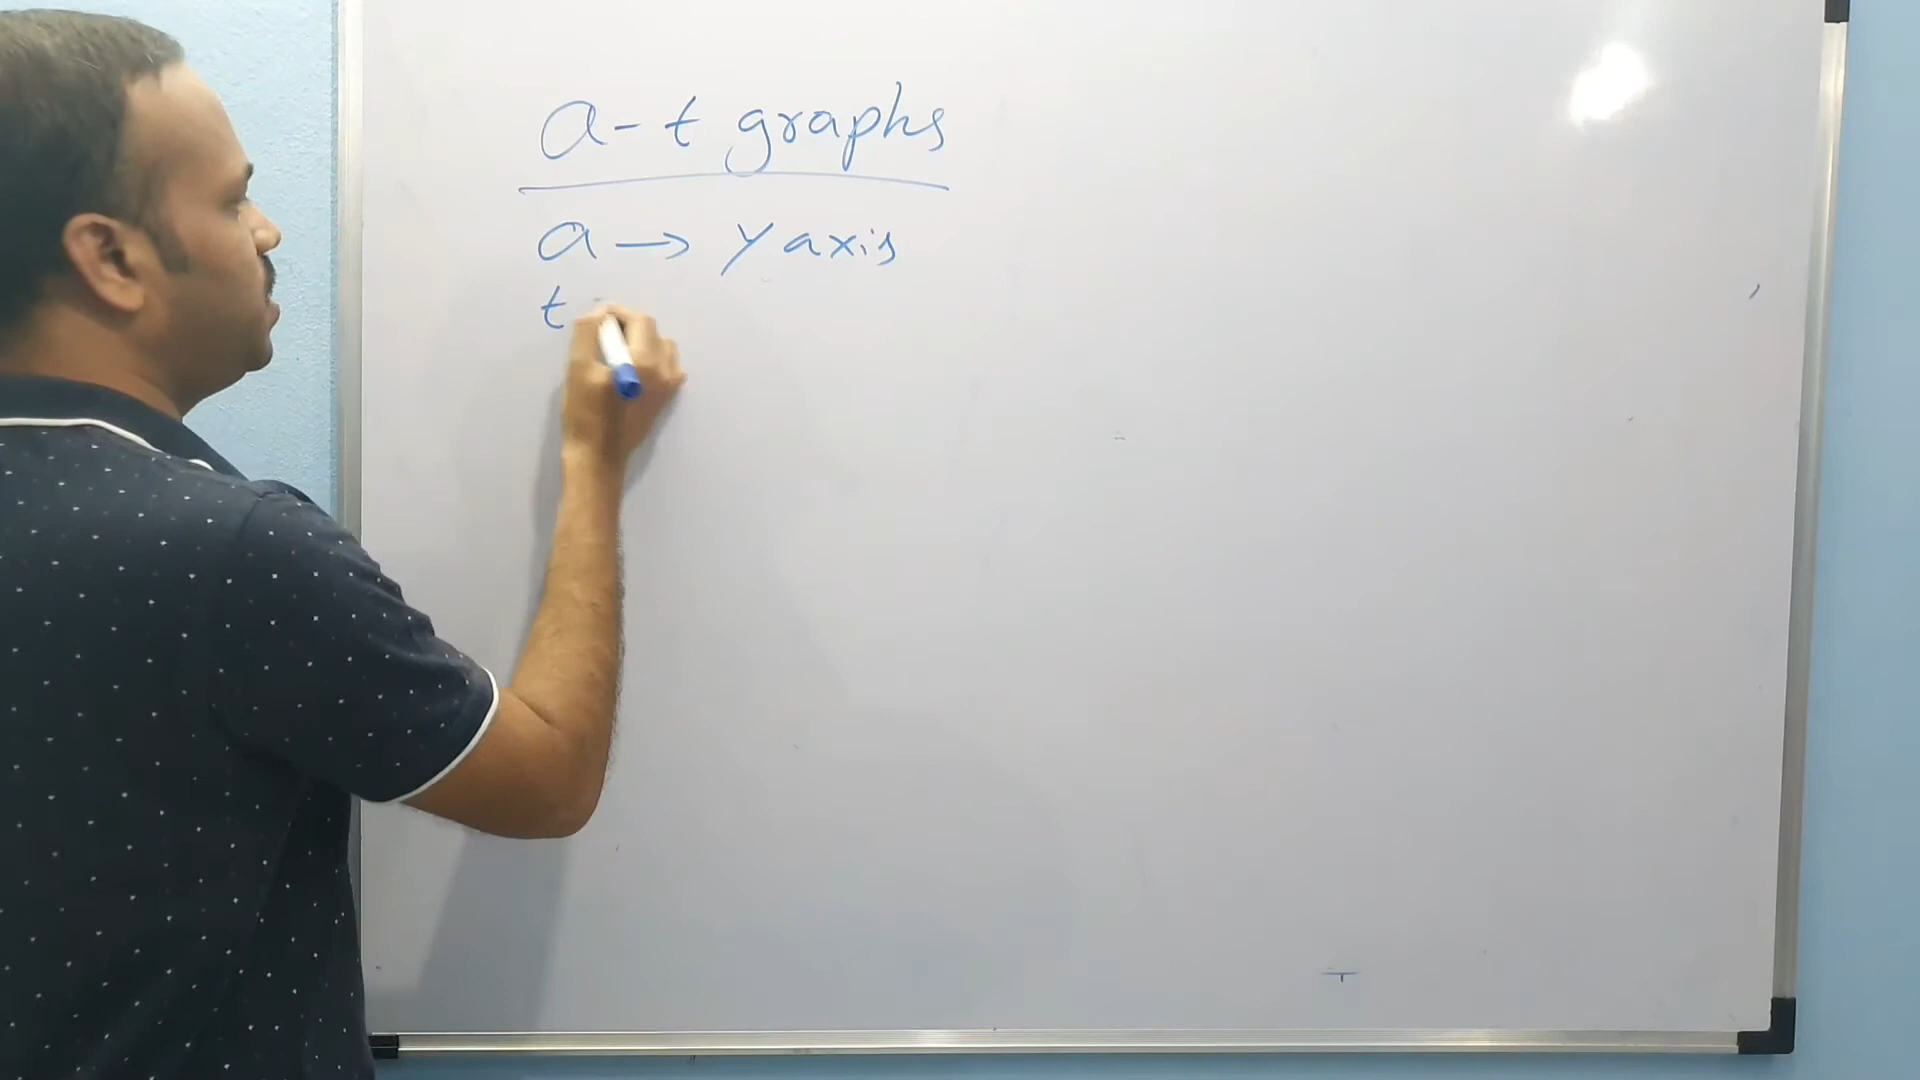 a-t graphs
a → y axis
t